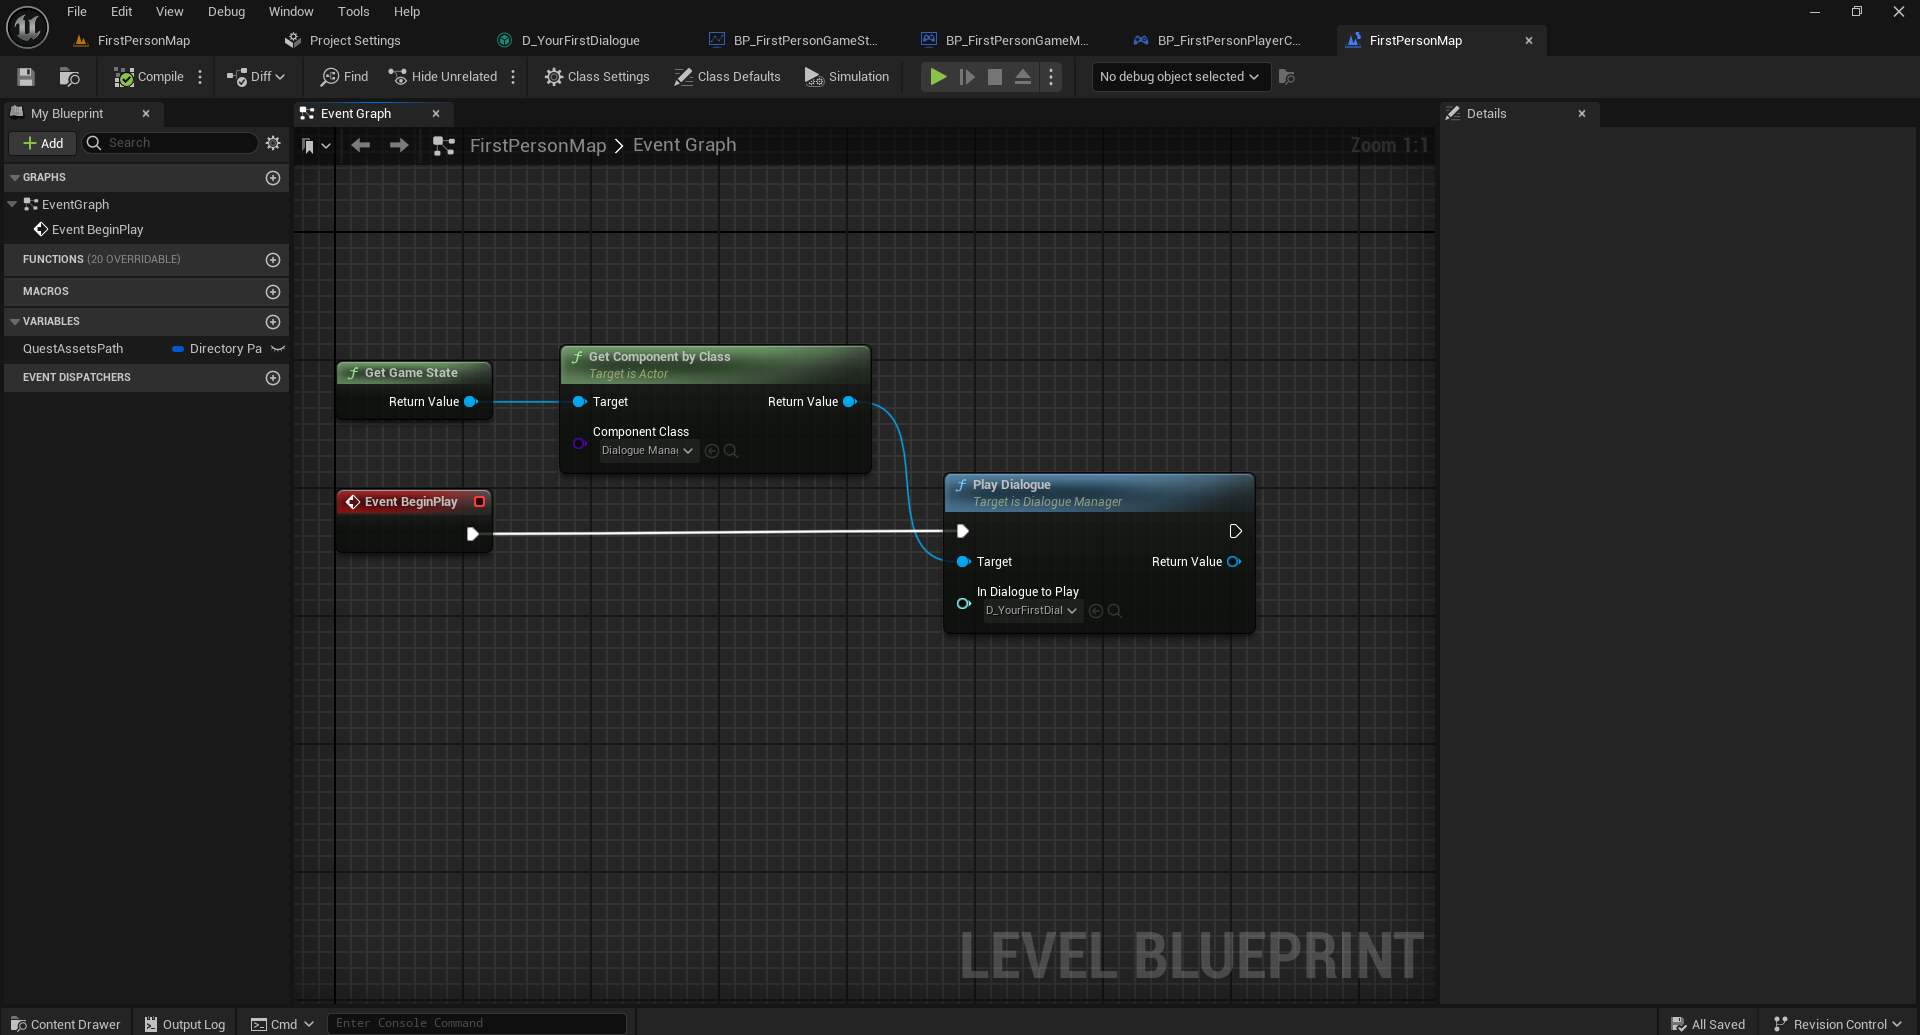 File Edit View Debug Window Tools Help
FirstPersonMap Project Settings D_YourFirstDialogue BP_FirstPersonGameSt... BP_FirstPersonGameM... BP_FirstPersonPlayerC... FirstPersonMap
Compile Diff Find Hide Unrelated Class Settings Class Defaults Simulation No debug object selected
My Blueprint
Event Graph
Details
Add Search
FirstPersonMap > Event Graph
Zoom 1:1
GRAPHS
EventGraph
Event BeginPlay
FUNCTIONS (20 OVERRIDABLE)
MACROS
VARIABLES
QuestAssetsPath Directory Pa
EVENT DISPATCHERS
Get Game State
Return Value
Get Component by Class
Target is Actor
Target Return Value
Component Class
Dialogue Manag
Event BeginPlay
Play Dialogue
Target is Dialogue Manager
Target Return Value
In Dialogue to Play
D_YourFirstDial
LEVEL BLUEPRINT
Content Drawer Output Log Cmd Enter Console Command All Saved Revision Control